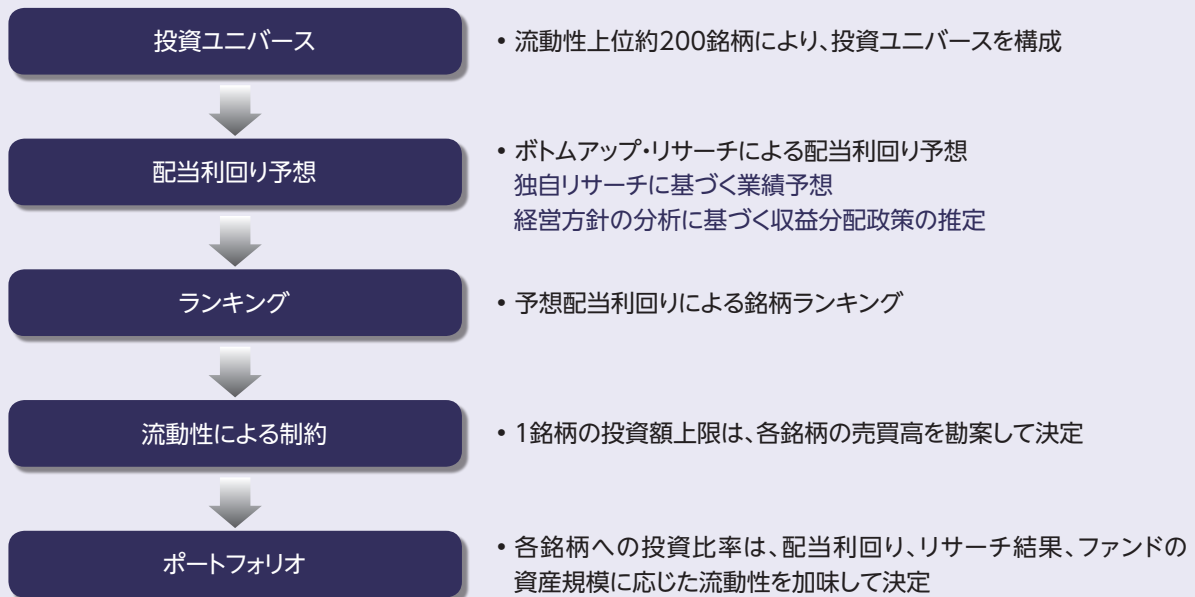 投資ユニバース
• 流動性上位約200銘柄により、投資ユニバースを構成
配当利回り予想
• ボトムアップ・リサーチによる配当利回り予想
独自リサーチに基づく業績予想
経営方針の分析に基づく収益分配政策の推定
ランキング
• 予想配当利回りによる銘柄ランキング
流動性による制約
• 1銘柄の投資額上限は、各銘柄の売買高を勘案して決定
ポートフォリオ
• 各銘柄への投資比率は、配当利回り、リサーチ結果、ファンドの
資産規模に応じた流動性を加味して決定